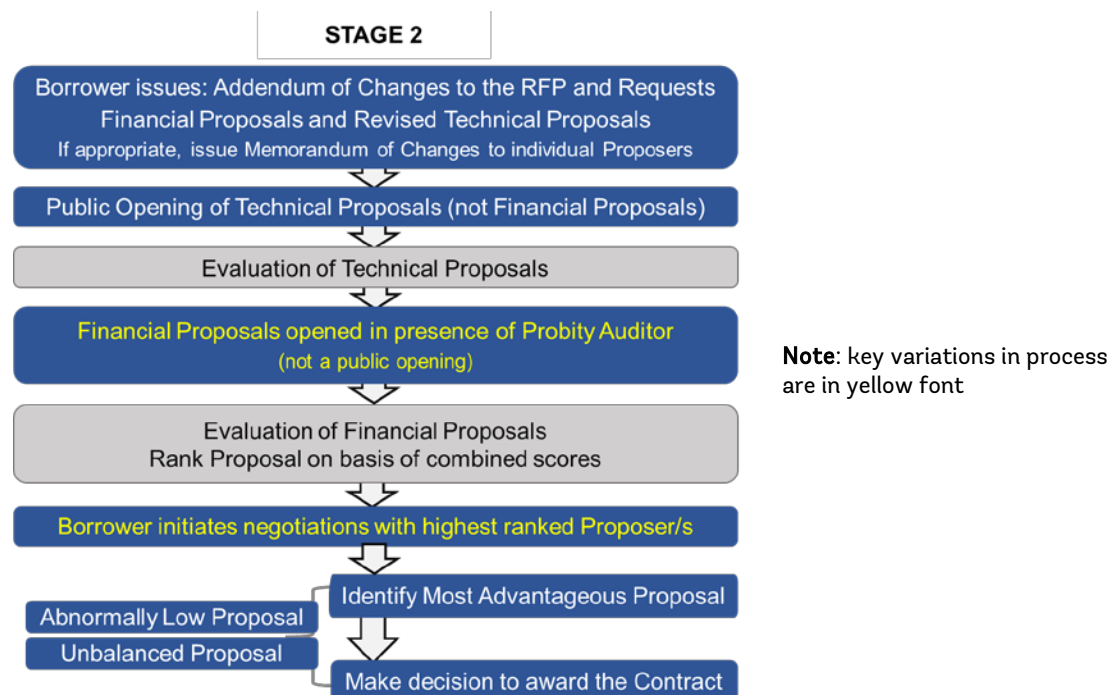 STAGE 2
Borrower issues: Addendum of Changes to the RFP and Requests
Financial Proposals and Revised Technical Proposals
If appropriate, issue Memorandum of Changes to individual Proposers
Public Opening of Technical Proposals (not Financial Proposals)
Evaluation of Technical Proposals
Financial Proposals opened in presence of Probity Auditor
(not a public opening)
Note: key variations in process
are in yellow font
Evaluation of Financial Proposals
Rank Proposal on basis of combined scores
Borrower initiates negotiations with highest ranked Proposer/s
Identify Most Advantageous Proposal
Abnormally Low Proposal
Unbalanced Proposal
Make decision to award the Contract